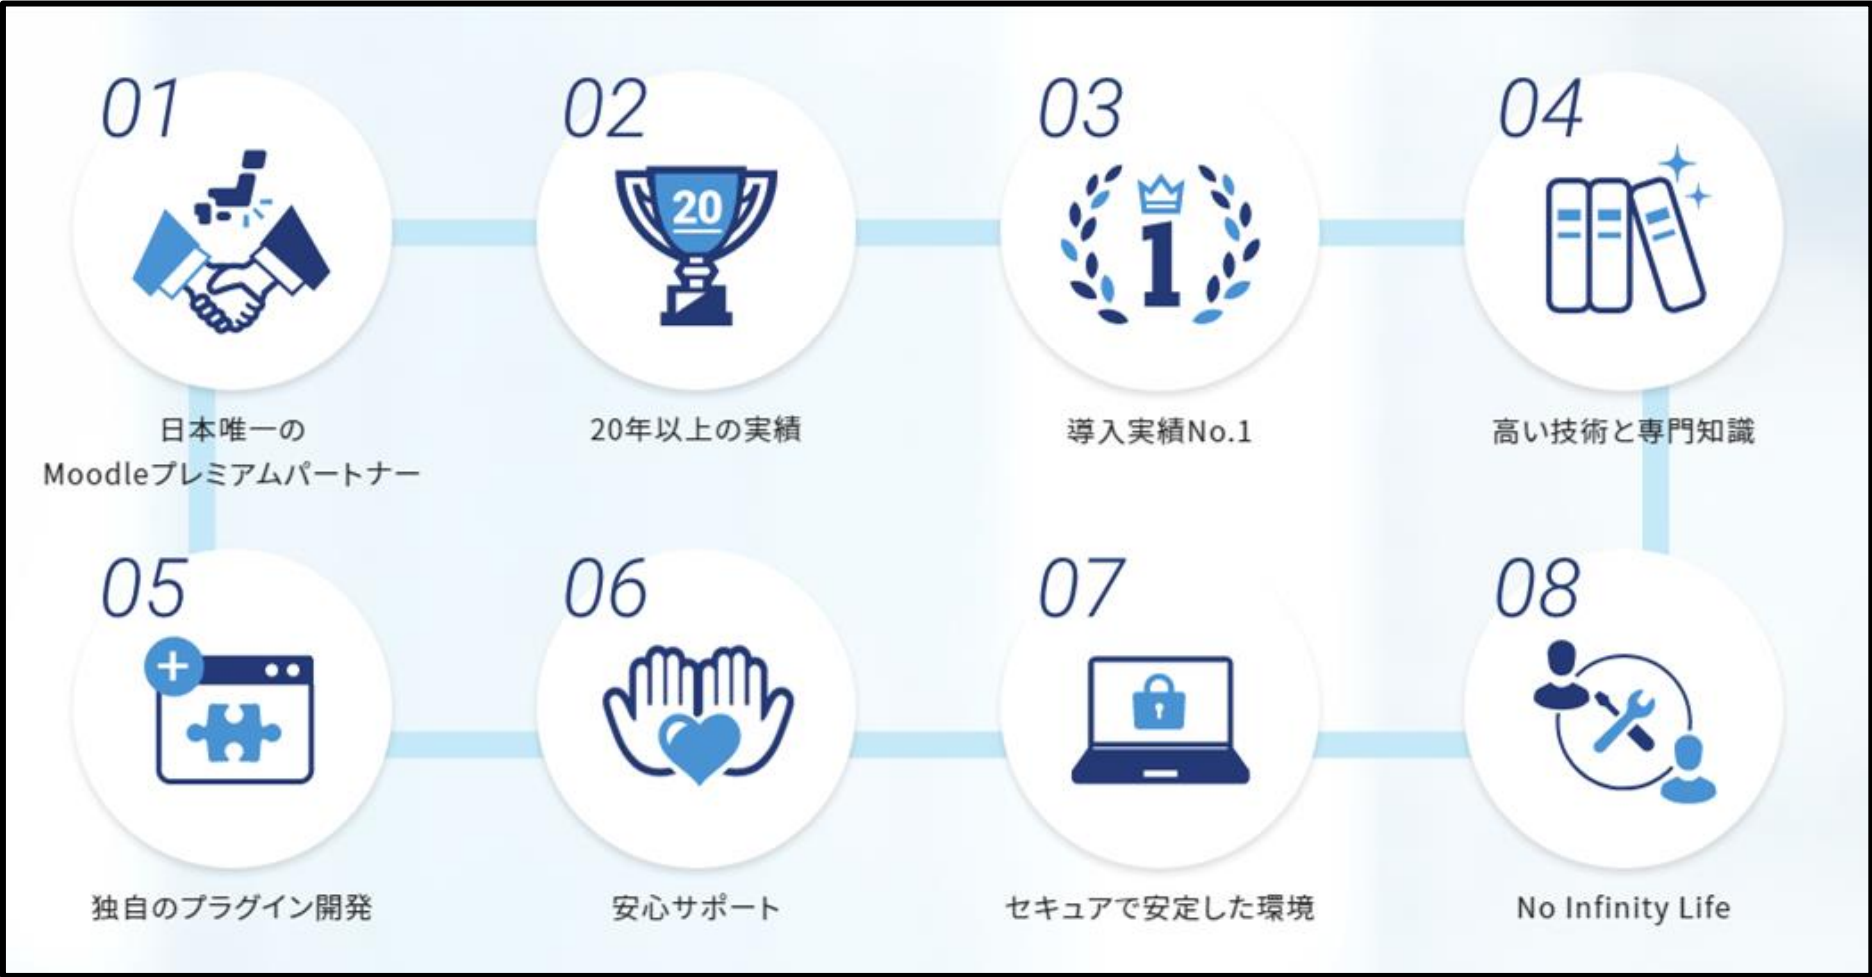 01
02
20
03
1
04
日本唯一の
Moodleプレミアムパートナー
20年以上の実績
導入実績No.1
高い技術と専門知識
05
06
07
08
独自のプラグイン開発
安心サポート
セキュアで安定した環境
No Infinity Life